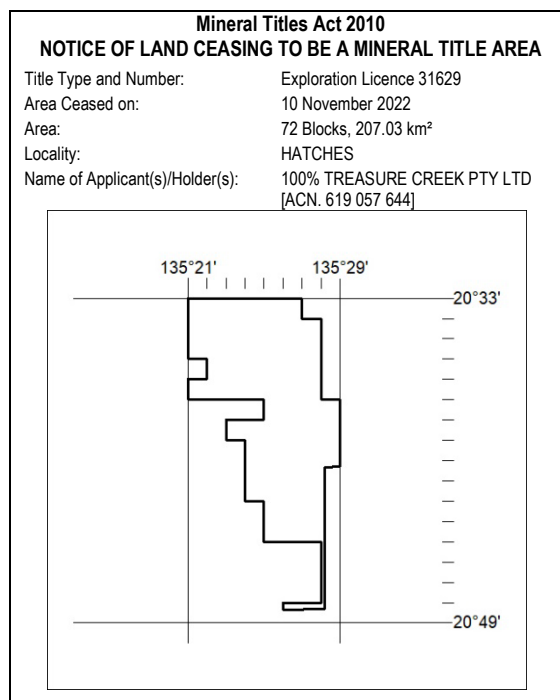 Mineral Titles Act 2010
NOTICE OF LAND CEASING TO BE A MINERAL TITLE AREA
Title Type and Number: Exploration Licence 31629
Area Ceased on: 10 November 2022
Area: 72 Blocks, 207.03 km²
Locality: HATCHES
Name of Applicant(s)/Holder(s): 100% TREASURE CREEK PTY LTD
[ACN. 619 057 644]
135°21' 135°29'
20°33'
20°49'